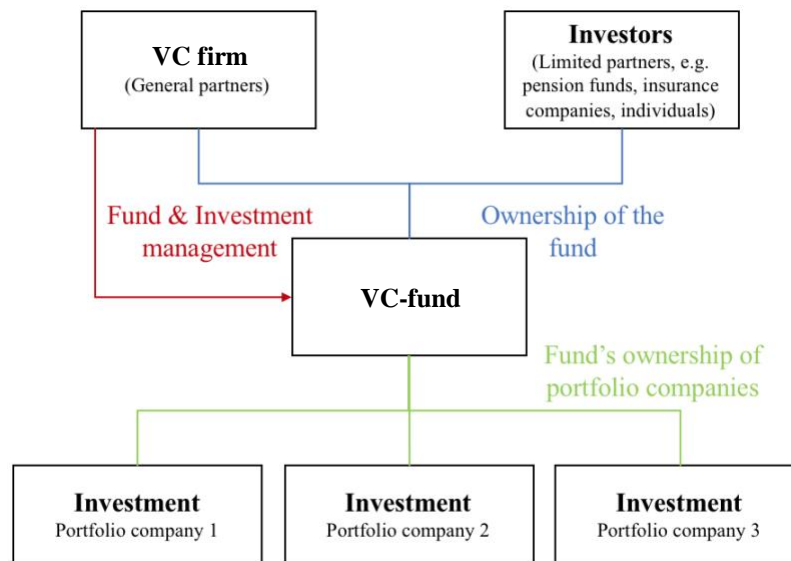 VC firm
(General partners)
Investors
(Limited partners, e.g.
pension funds, insurance
companies, individuals)
Fund & Investment
management
Ownership of the
fund
VC-fund
Fund's ownership of
portfolio companies
Investment
Portfolio company 1
Investment
Portfolio company 2
Investment
Portfolio company 3